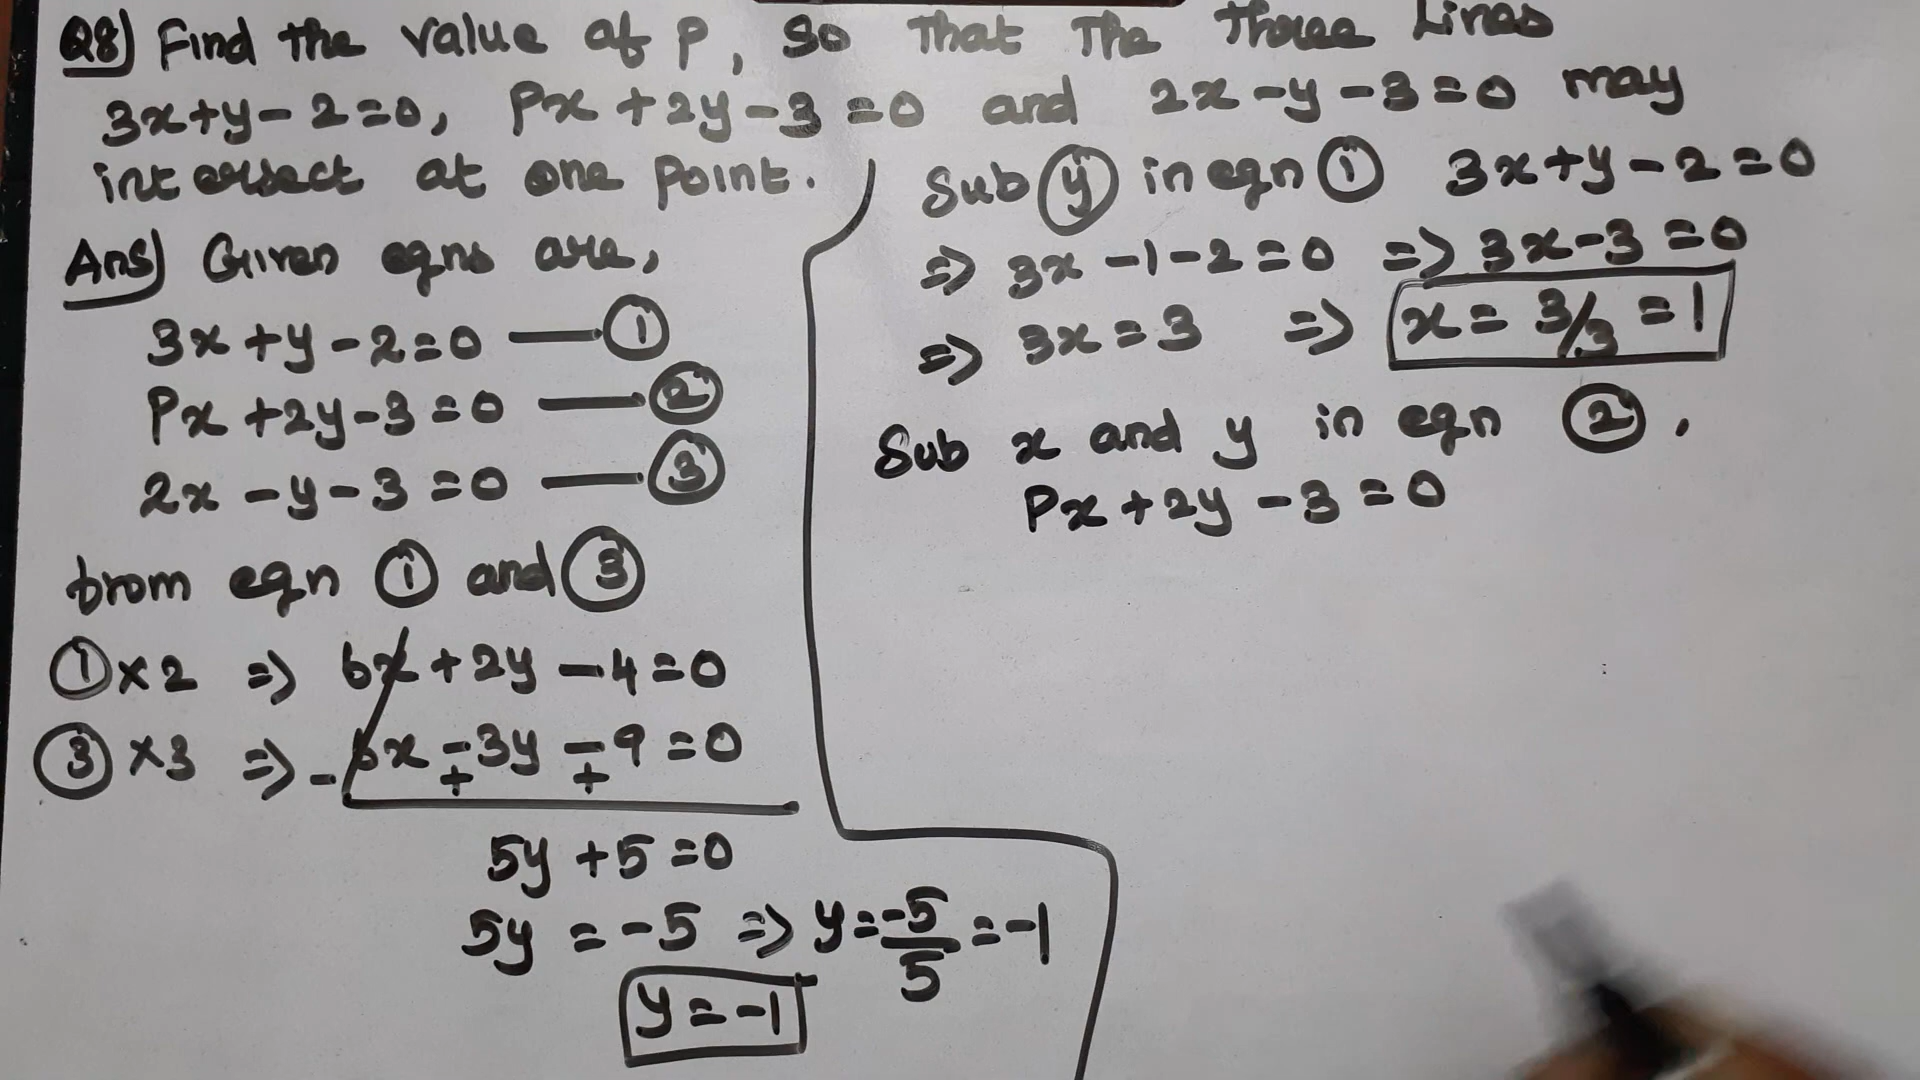 Q8) Find the value of P, So That The Three Lines
3x+y-2=0, Px+2y-3=0 and 2x-y-3=0 may
intersect at one Point.
Ans) Given eqns are,
3x+y-2=0 — ①
Px+2y-3=0 — ②
2x-y-3=0 — ③
from eqn ① and ③
①×2 ⇒ 6x+2y-4=0
③×3 ⇒ 6x-3y-9=0
- + +
5y+5=0
5y=-5 ⇒ y=-5/5=-1
y=-1
Sub y in eqn ① 3x+y-2=0
⇒ 3x-1-2=0 ⇒ 3x-3=0
⇒ 3x=3 ⇒ x=3/3=1
Sub x and y in eqn ②,
Px+2y-3=0